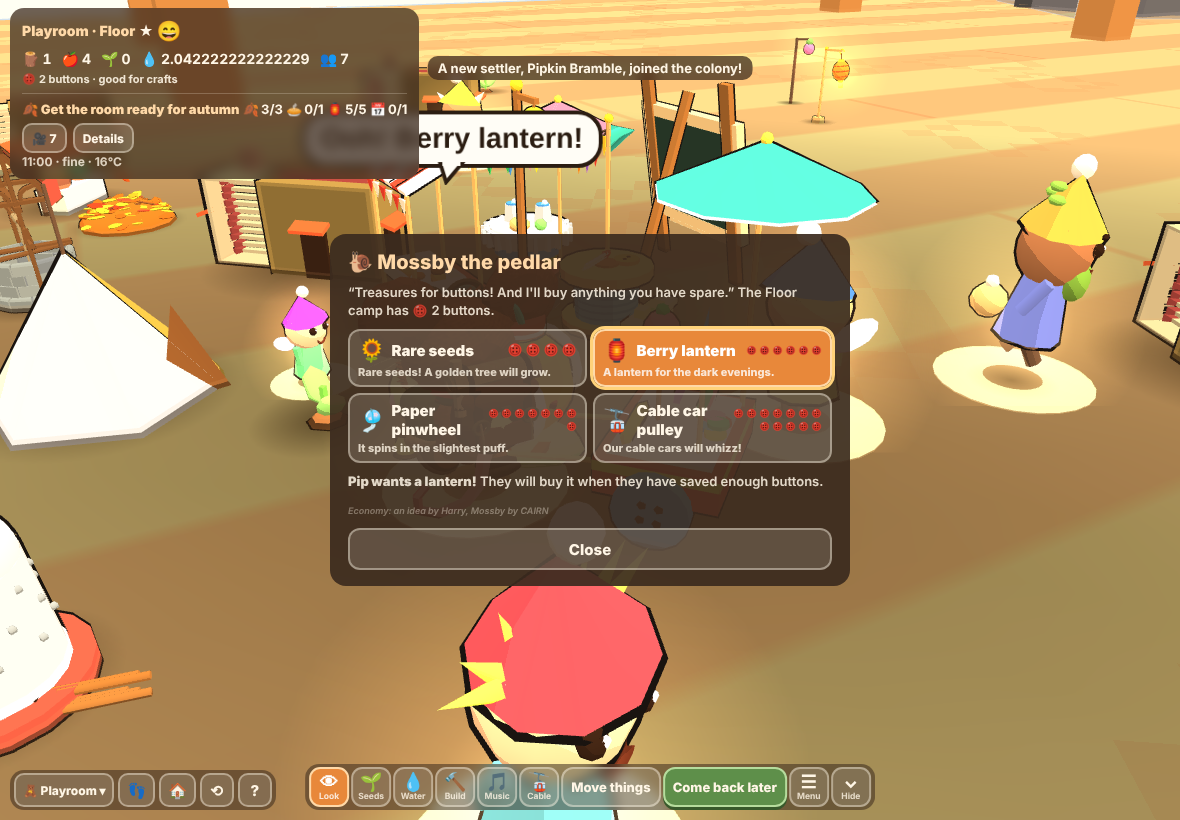 Playroom · Floor ★
1 4 0 2.042222222222229 7
2 buttons · good for crafts
Get the room ready for autumn 3/3 0/1 5/5 0/1
7 Details
11:00 · fine · 16°C
A new settler, Pipkin Bramble, joined the colony!
erry lantern!
Mossby the pedlar
“Treasures for buttons! And I'll buy anything you have spare.” The Floor
camp has 2 buttons.
Rare seeds
Rare seeds! A golden tree will grow.
Berry lantern
A lantern for the dark evenings.
Paper
pinwheel
It spins in the slightest puff.
Cable car
pulley
Our cable cars will whizz!
Pip wants a lantern! They will buy it when they have saved enough buttons.
Economy: an idea by Harry, Mossby by CAIRN
Close
Playroom ▾
?
Look
Seeds
Water
Build
Music
Cable
Move things
Come back later
Menu
Hide